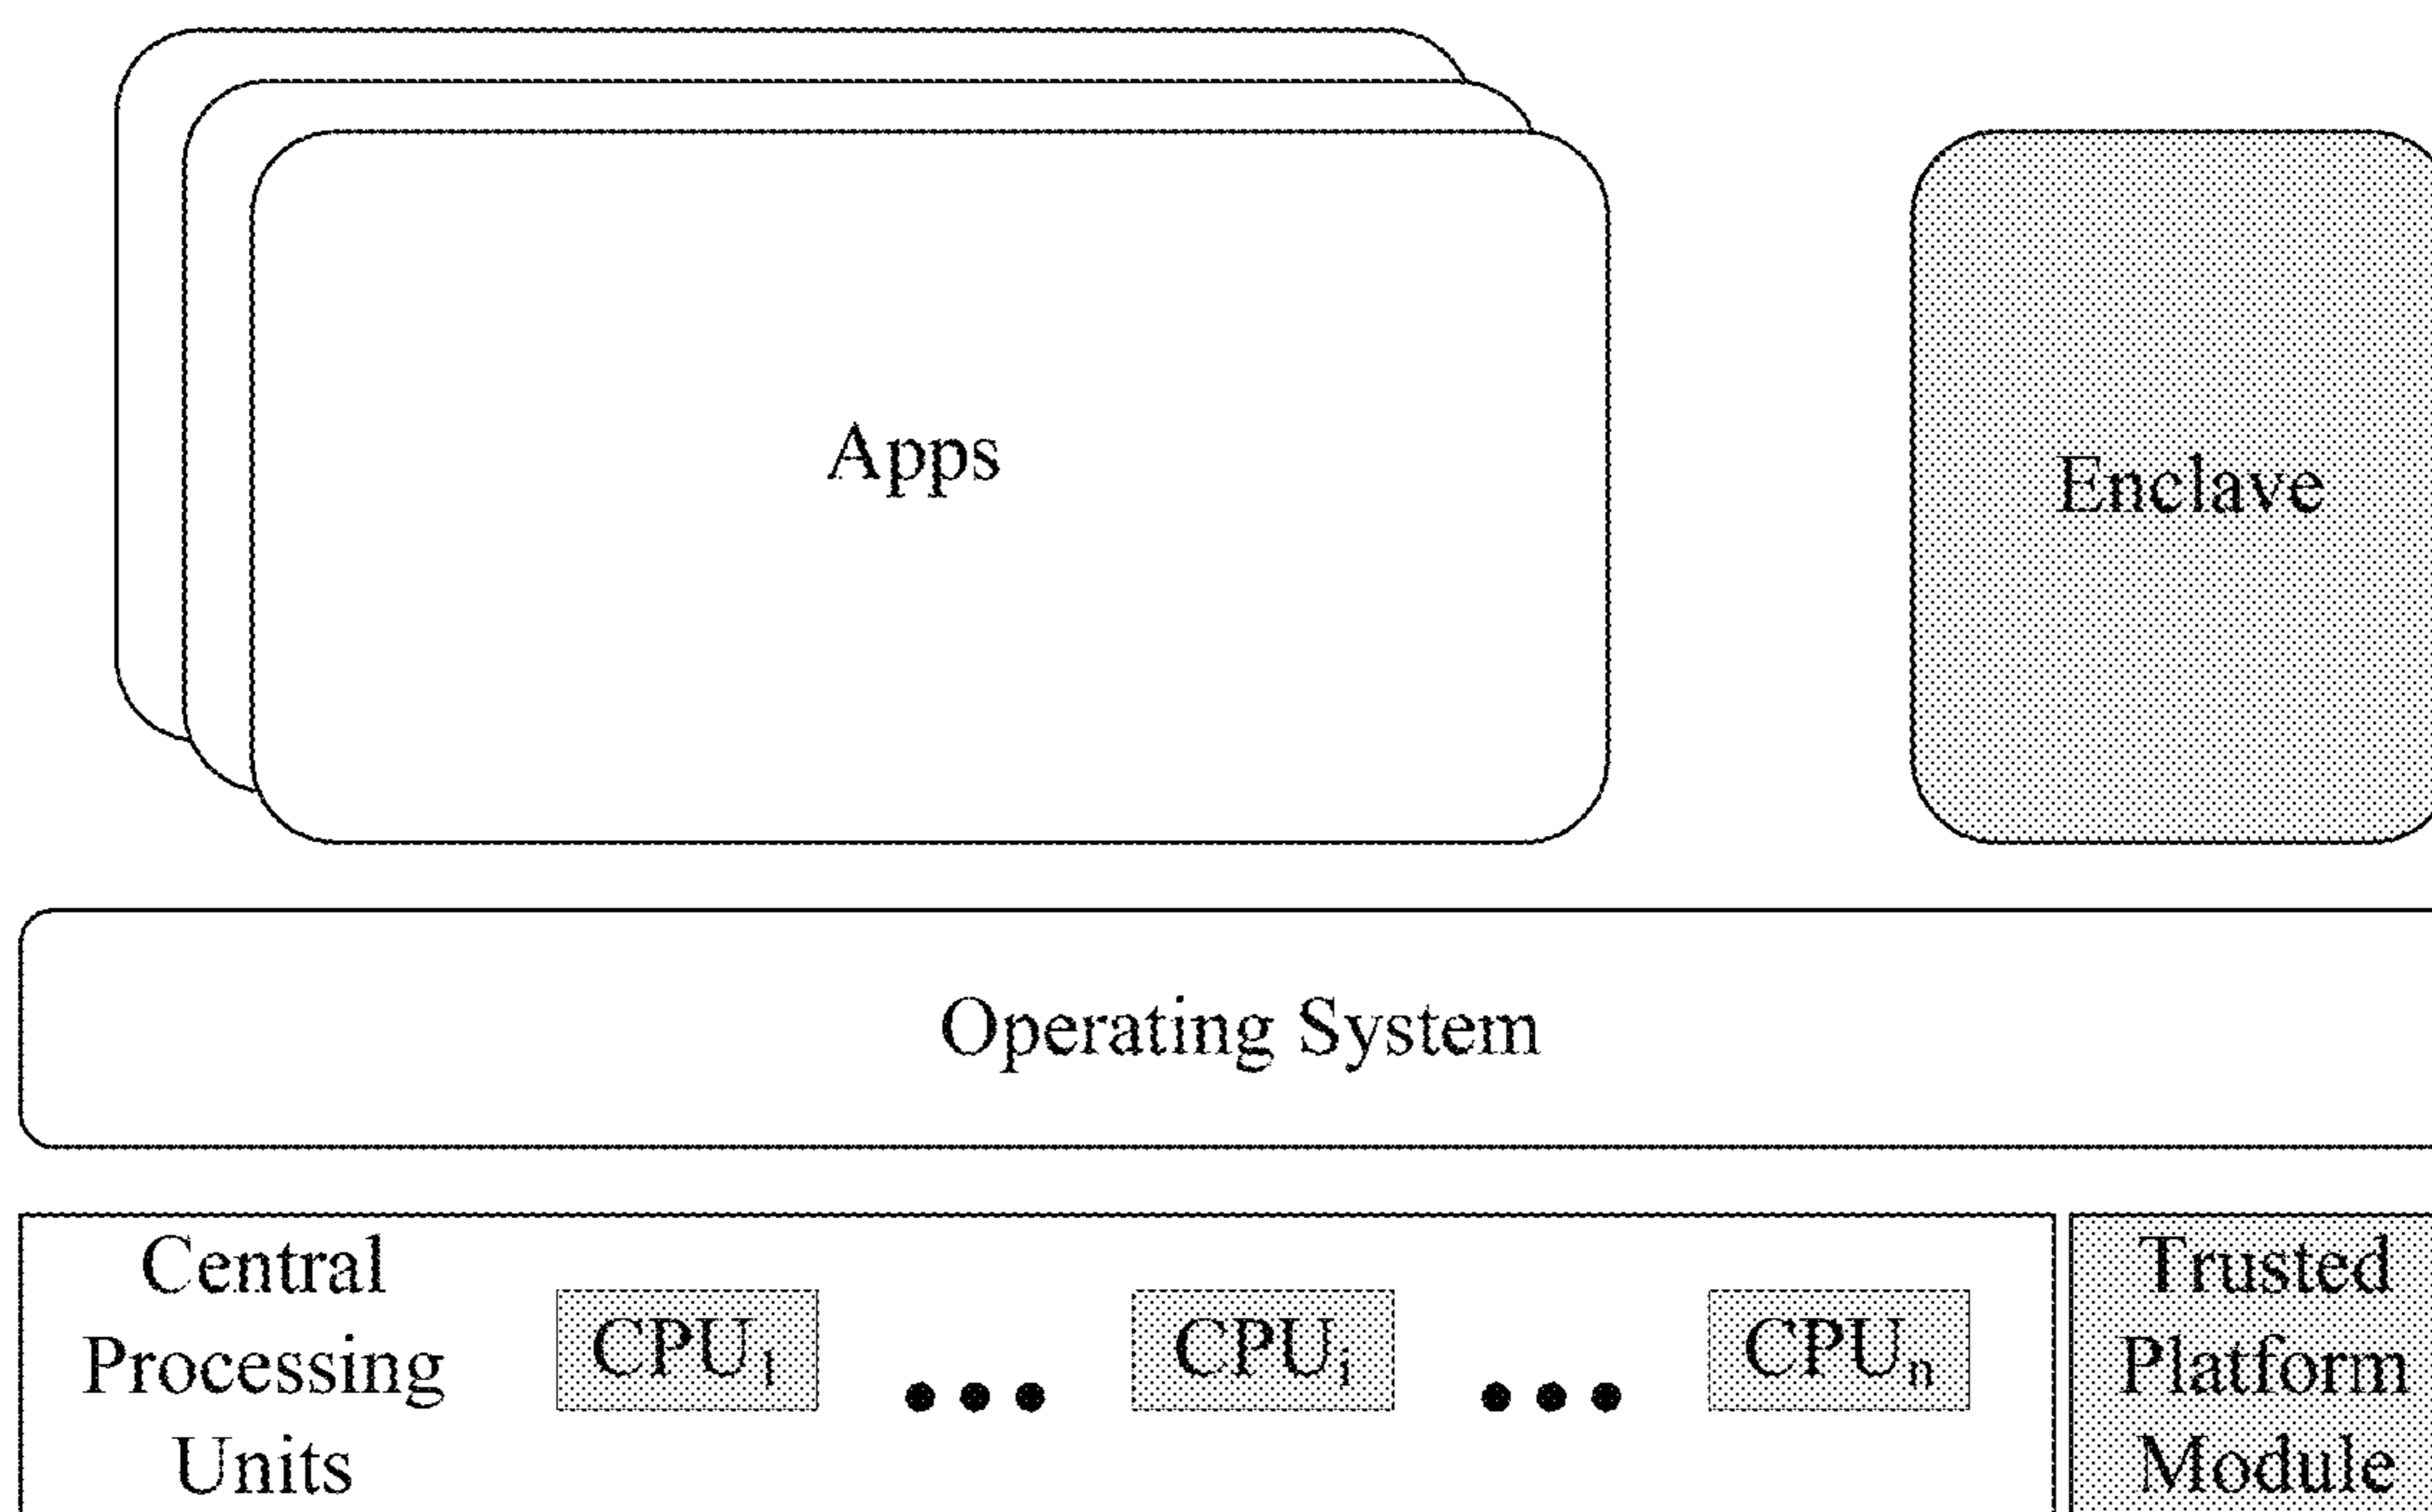 Apps
Enclave
Operating System
Central
Processing
Units
CPU₁
CPUᵢ
CPUₙ
Trusted
Platform
Module